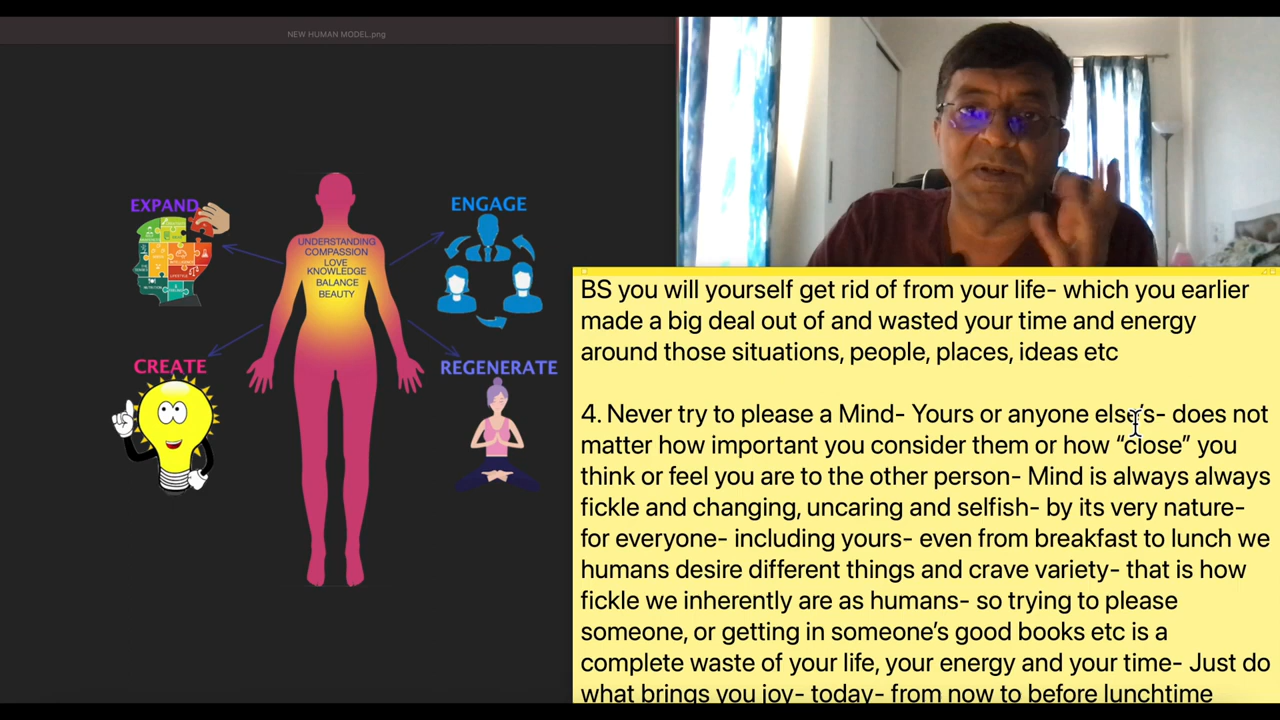 NEW HUMAN MODEL.png
EXPAND
ENGAGE
UNDERSTANDING
COMPASSION
LOVE
KNOWLEDGE
BALANCE
BEAUTY
CREATE
REGENERATE
BS you will yourself get rid of from your life- which you earlier
made a big deal out of and wasted your time and energy
around those situations, people, places, ideas etc
4. Never try to please a Mind- Yours or anyone else's- does not
matter how important you consider them or how “close” you
think or feel you are to the other person- Mind is always always
fickle and changing, uncaring and selfish- by its very nature-
for everyone- including yours- even from breakfast to lunch we
humans desire different things and crave variety- that is how
fickle we inherently are as humans- so trying to please
someone, or getting in someone’s good books etc is a
complete waste of your life, your energy and your time- Just do
what brings you joy- today- from now to before lunchtime